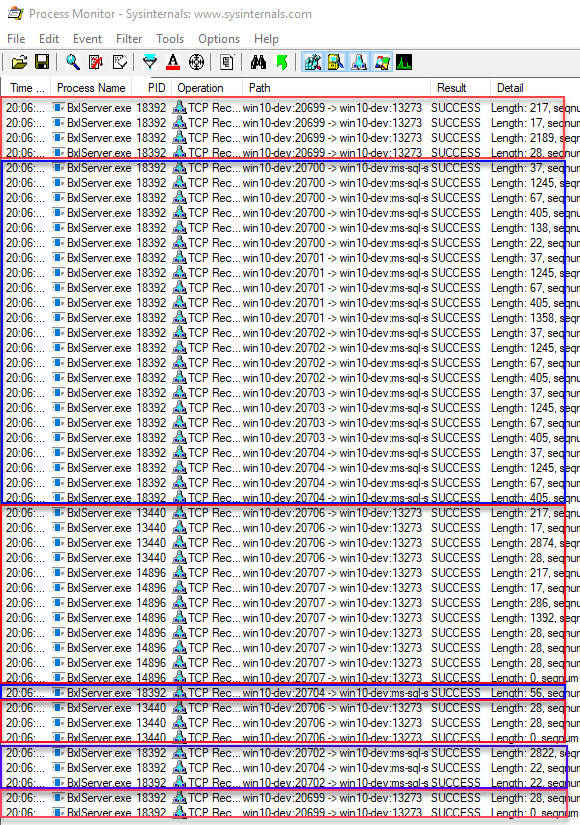 Process Monitor - Sysinternals: www.sysinternals.com
File Edit Event Filter Tools Options Help
Time ... Process Name PID Operation Path Result Detail
20:06:... BxlServer.exe 18392 TCP Rec... win10-dev:20699 -> win10-dev:13273 SUCCESS Length: 217, seqnum
20:06:... BxlServer.exe 18392 TCP Rec... win10-dev:20699 -> win10-dev:13273 SUCCESS Length: 17, seqnum
20:06:... BxlServer.exe 18392 TCP Rec... win10-dev:20699 -> win10-dev:13273 SUCCESS Length: 2189, seqnu
20:06:... BxlServer.exe 18392 TCP Rec... win10-dev:20699 -> win10-dev:13273 SUCCESS Length: 28, seqnum
20:06:... BxlServer.exe 18392 TCP Rec... win10-dev:20700 -> win10-dev:ms-sql-s SUCCESS Length: 37, seqnum
20:06:... BxlServer.exe 18392 TCP Rec... win10-dev:20700 -> win10-dev:ms-sql-s SUCCESS Length: 1245, seqnu
20:06:... BxlServer.exe 18392 TCP Rec... win10-dev:20700 -> win10-dev:ms-sql-s SUCCESS Length: 67, seqnum
20:06:... BxlServer.exe 18392 TCP Rec... win10-dev:20700 -> win10-dev:ms-sql-s SUCCESS Length: 405, seqnum
20:06:... BxlServer.exe 18392 TCP Rec... win10-dev:20700 -> win10-dev:ms-sql-s SUCCESS Length: 138, seqnum
20:06:... BxlServer.exe 18392 TCP Rec... win10-dev:20700 -> win10-dev:ms-sql-s SUCCESS Length: 22, seqnum
20:06:... BxlServer.exe 18392 TCP Rec... win10-dev:20701 -> win10-dev:ms-sql-s SUCCESS Length: 37, seqnum
20:06:... BxlServer.exe 18392 TCP Rec... win10-dev:20701 -> win10-dev:ms-sql-s SUCCESS Length: 1245, seqnu
20:06:... BxlServer.exe 18392 TCP Rec... win10-dev:20701 -> win10-dev:ms-sql-s SUCCESS Length: 67, seqnum
20:06:... BxlServer.exe 18392 TCP Rec... win10-dev:20701 -> win10-dev:ms-sql-s SUCCESS Length: 405, seqnum
20:06:... BxlServer.exe 18392 TCP Rec... win10-dev:20701 -> win10-dev:ms-sql-s SUCCESS Length: 1358, seqnu
20:06:... BxlServer.exe 18392 TCP Rec... win10-dev:20702 -> win10-dev:ms-sql-s SUCCESS Length: 37, seqnum
20:06:... BxlServer.exe 18392 TCP Rec... win10-dev:20702 -> win10-dev:ms-sql-s SUCCESS Length: 1245, seqnu
20:06:... BxlServer.exe 18392 TCP Rec... win10-dev:20702 -> win10-dev:ms-sql-s SUCCESS Length: 67, seqnum
20:06:... BxlServer.exe 18392 TCP Rec... win10-dev:20702 -> win10-dev:ms-sql-s SUCCESS Length: 405, seqnum
20:06:... BxlServer.exe 18392 TCP Rec... win10-dev:20703 -> win10-dev:ms-sql-s SUCCESS Length: 37, seqnum
20:06:... BxlServer.exe 18392 TCP Rec... win10-dev:20703 -> win10-dev:ms-sql-s SUCCESS Length: 1245, seqnu
20:06:... BxlServer.exe 18392 TCP Rec... win10-dev:20703 -> win10-dev:ms-sql-s SUCCESS Length: 67, seqnum
20:06:... BxlServer.exe 18392 TCP Rec... win10-dev:20703 -> win10-dev:ms-sql-s SUCCESS Length: 405, seqnum
20:06:... BxlServer.exe 18392 TCP Rec... win10-dev:20704 -> win10-dev:ms-sql-s SUCCESS Length: 37, seqnum
20:06:... BxlServer.exe 18392 TCP Rec... win10-dev:20704 -> win10-dev:ms-sql-s SUCCESS Length: 1245, seqnu
20:06:... BxlServer.exe 18392 TCP Rec... win10-dev:20704 -> win10-dev:ms-sql-s SUCCESS Length: 67, seqnum
20:06:... BxlServer.exe 18392 TCP Rec... win10-dev:20704 -> win10-dev:ms-sql-s SUCCESS Length: 405, seqnum
20:06:... BxlServer.exe 13440 TCP Rec... win10-dev:20706 -> win10-dev:13273 SUCCESS Length: 217, seqnum
20:06:... BxlServer.exe 13440 TCP Rec... win10-dev:20706 -> win10-dev:13273 SUCCESS Length: 17, seqnum
20:06:... BxlServer.exe 13440 TCP Rec... win10-dev:20706 -> win10-dev:13273 SUCCESS Length: 2874, seqnu
20:06:... BxlServer.exe 13440 TCP Rec... win10-dev:20706 -> win10-dev:13273 SUCCESS Length: 28, seqnum
20:06:... BxlServer.exe 14896 TCP Rec... win10-dev:20707 -> win10-dev:13273 SUCCESS Length: 217, seqnum
20:06:... BxlServer.exe 14896 TCP Rec... win10-dev:20707 -> win10-dev:13273 SUCCESS Length: 17, seqnum
20:06:... BxlServer.exe 14896 TCP Rec... win10-dev:20707 -> win10-dev:13273 SUCCESS Length: 286, seqnum
20:06:... BxlServer.exe 14896 TCP Rec... win10-dev:20707 -> win10-dev:13273 SUCCESS Length: 1392, seqnu
20:06:... BxlServer.exe 14896 TCP Rec... win10-dev:20707 -> win10-dev:13273 SUCCESS Length: 28, seqnum
20:06:... BxlServer.exe 14896 TCP Rec... win10-dev:20707 -> win10-dev:13273 SUCCESS Length: 28, seqnum
20:06:... BxlServer.exe 14896 TCP Rec... win10-dev:20707 -> win10-dev:13273 SUCCESS Length: 28, seqnum
20:06:... BxlServer.exe 14896 TCP Rec... win10-dev:20707 -> win10-dev:13273 SUCCESS Length: 0, seqnum
20:06:... BxlServer.exe 18392 TCP Rec... win10-dev:20704 -> win10-dev:ms-sql-s SUCCESS Length: 56, seqnum
20:06:... BxlServer.exe 13440 TCP Rec... win10-dev:20706 -> win10-dev:13273 SUCCESS Length: 28, seqnum
20:06:... BxlServer.exe 13440 TCP Rec... win10-dev:20706 -> win10-dev:13273 SUCCESS Length: 28, seqnum
20:06:... BxlServer.exe 13440 TCP Rec... win10-dev:20706 -> win10-dev:13273 SUCCESS Length: 0, seqnum
20:06:... BxlServer.exe 18392 TCP Rec... win10-dev:20702 -> win10-dev:ms-sql-s SUCCESS Length: 2822, seqnu
20:06:... BxlServer.exe 18392 TCP Rec... win10-dev:20704 -> win10-dev:ms-sql-s SUCCESS Length: 22, seqnum
20:06:... BxlServer.exe 18392 TCP Rec... win10-dev:20702 -> win10-dev:ms-sql-s SUCCESS Length: 22, seqnum
20:06:... BxlServer.exe 18392 TCP Rec... win10-dev:20699 -> win10-dev:13273 SUCCESS Length: 28, seqnum
20:06:... BxlServer.exe 18392 TCP Rec... win10-dev:20699 -> win10-dev:13273 SUCCESS Length: 0, seqnum